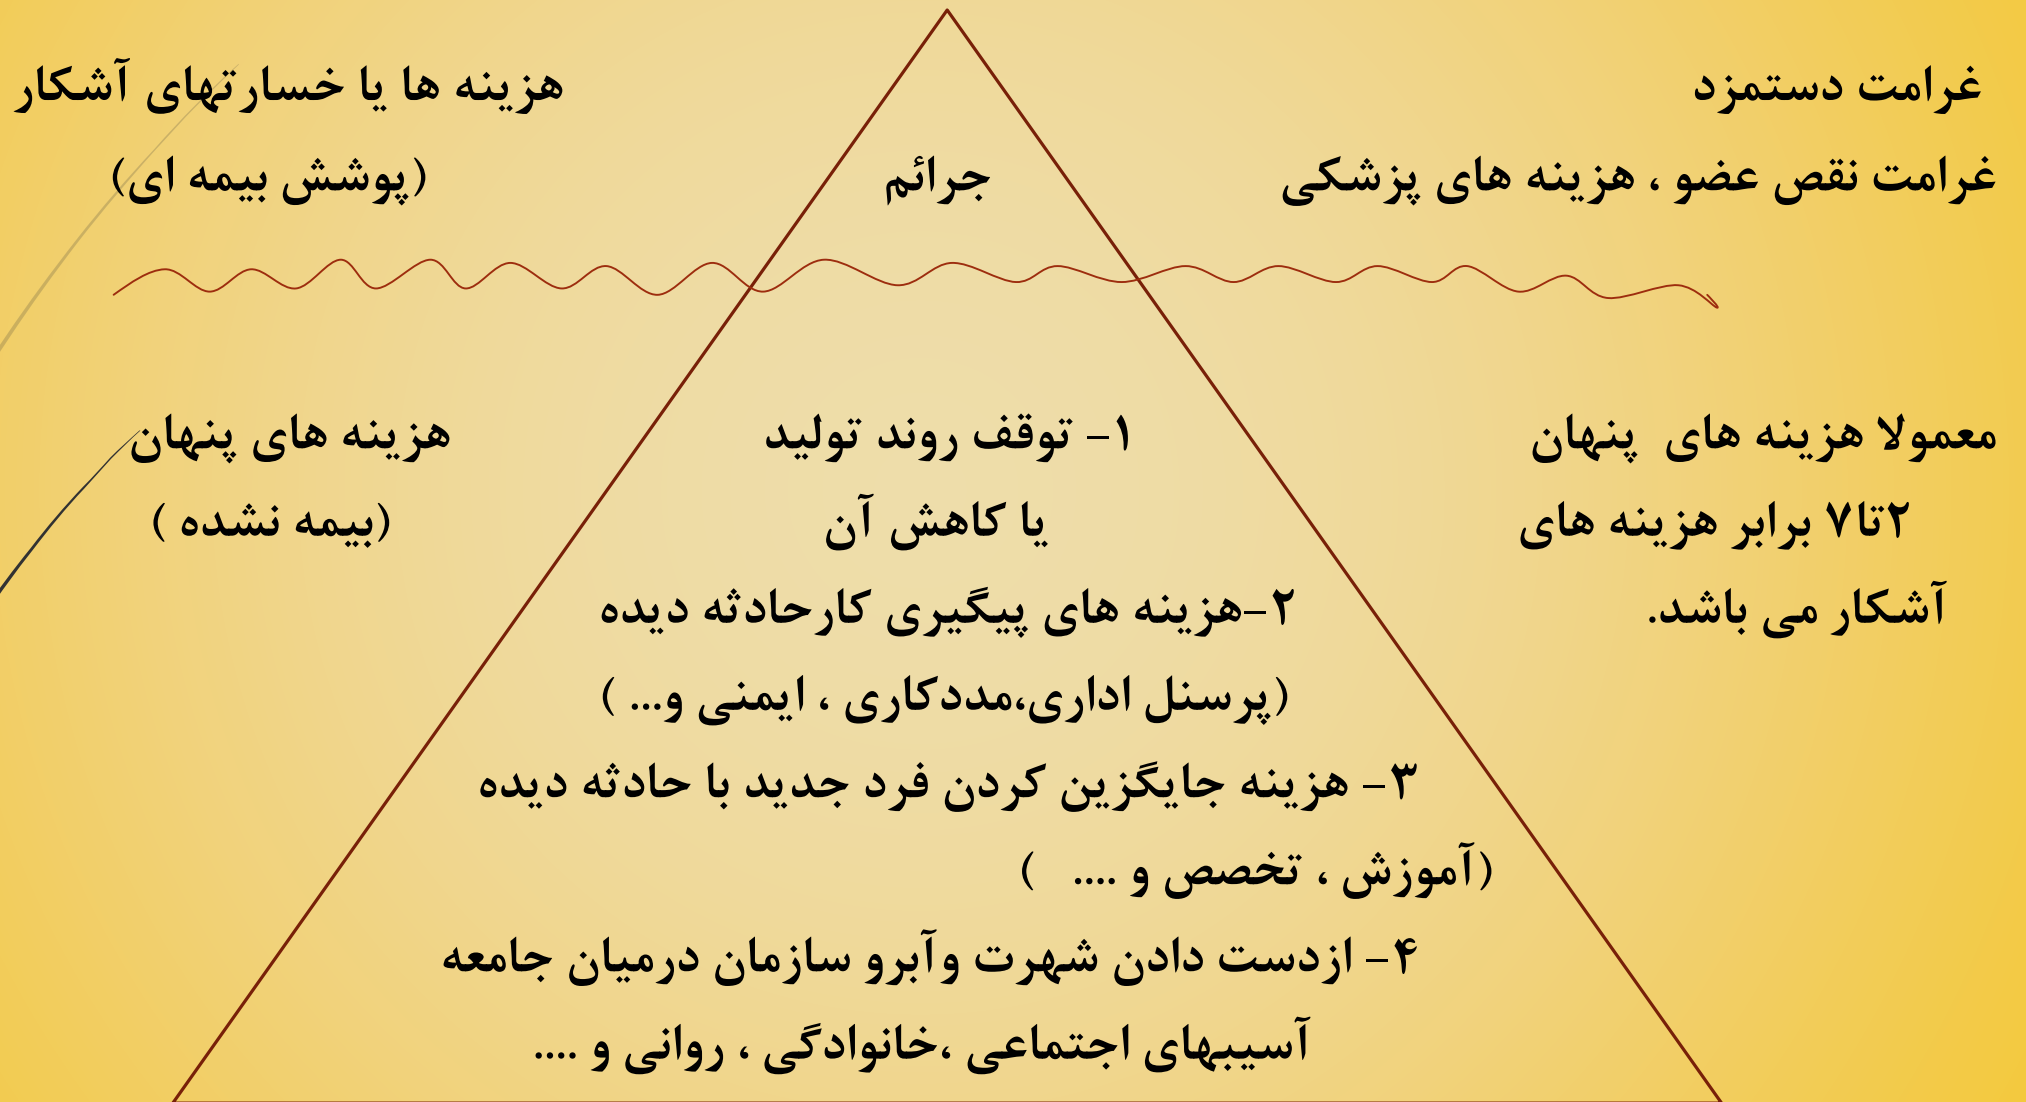 غرامت دستمزد
غرامت نقص عضو ، هزینه های پزشکی
جرائم
هزینه ها یا خسارتهای آشکار
(پوشش بیمه ای)
معمولا هزینه های پنهان
۲تا۷ برابر هزینه های
آشکار می باشد.
۱- توقف روند تولید
یا کاهش آن
۲-هزینه های پیگیری کارحادثه دیده
(پرسنل اداری،مددکاری ، ایمنی و... )
۳- هزینه جایگزین کردن فرد جدید با حادثه دیده
(آموزش ، تخصص و .... )
۴- ازدست دادن شهرت وآبرو سازمان درمیان جامعه
آسیبهای اجتماعی ،خانوادگی ، روانی و ....
هزینه های پنهان
(بیمه نشده )